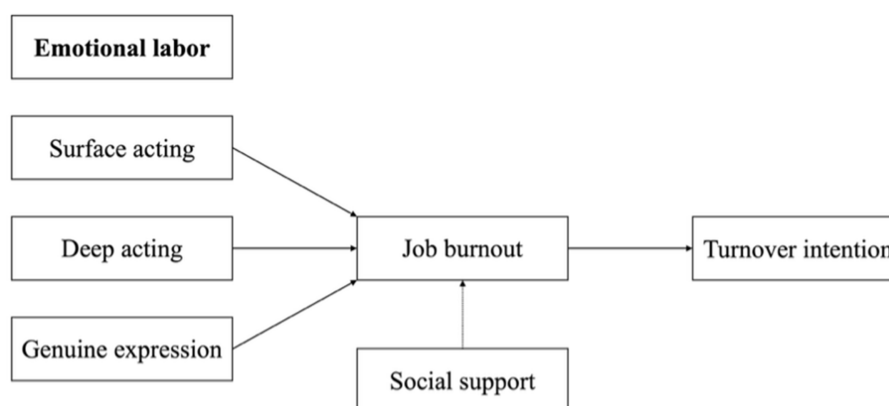 Emotional labor
Surface acting
Deep acting
Job burnout
Turnover intention
Genuine expression
Social support